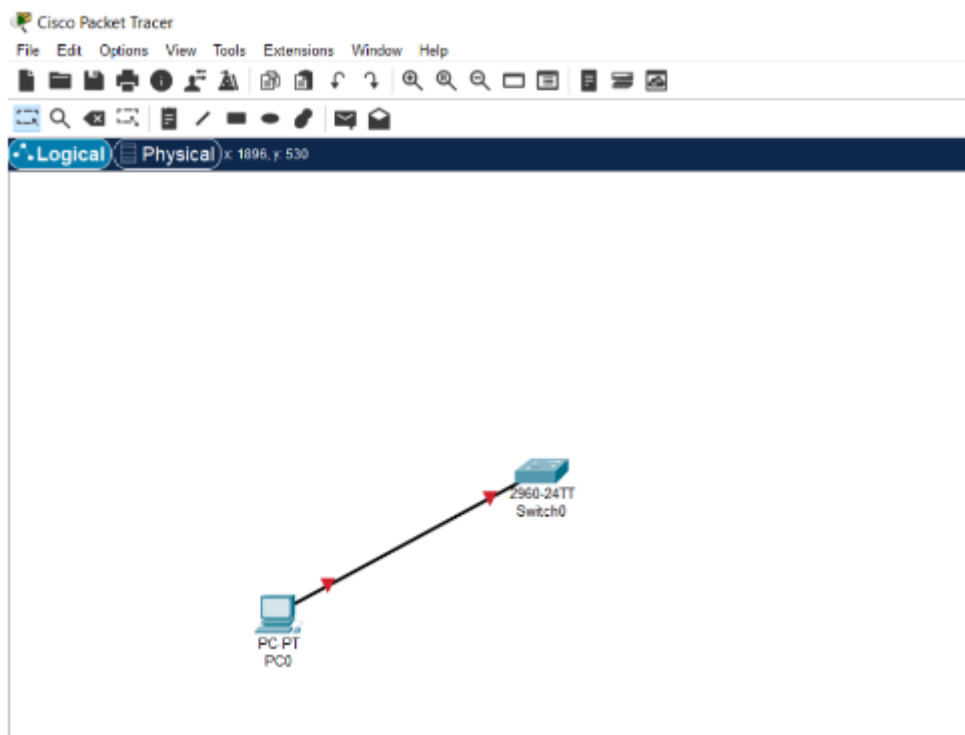 Cisco Packet Tracer
File Edit Options View Tools Extensions Window Help
Logical Physical x: 1896, y: 530
2960-24TT
Switch0
PC-PT
PC0